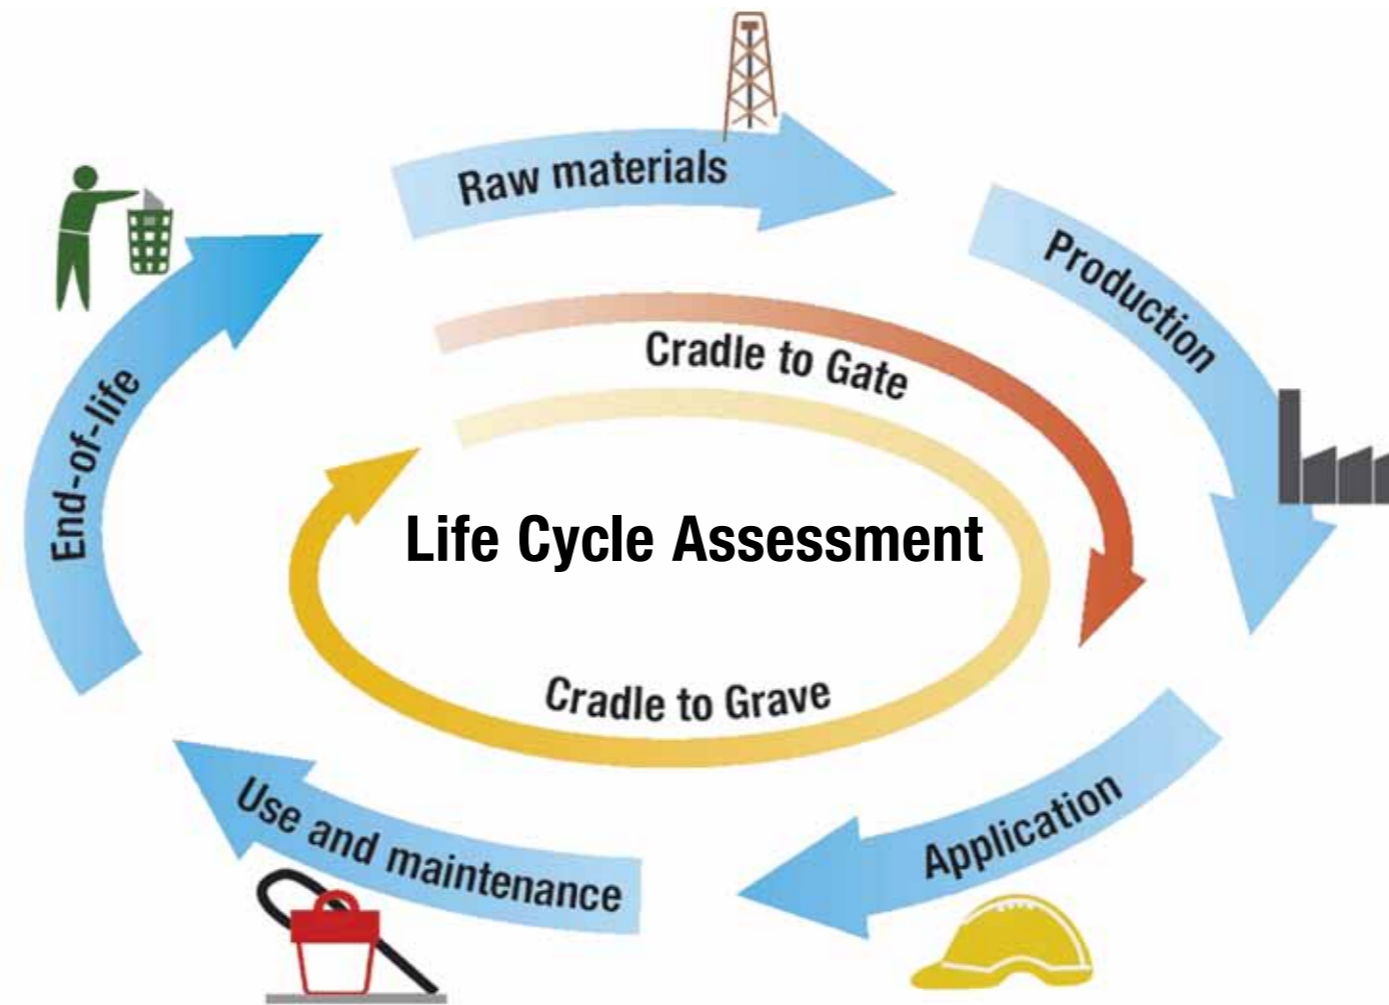 Raw materials
Production
Cradle to Gate
End-of-life
Life Cycle Assessment
Cradle to Grave
Use and maintenance
Application